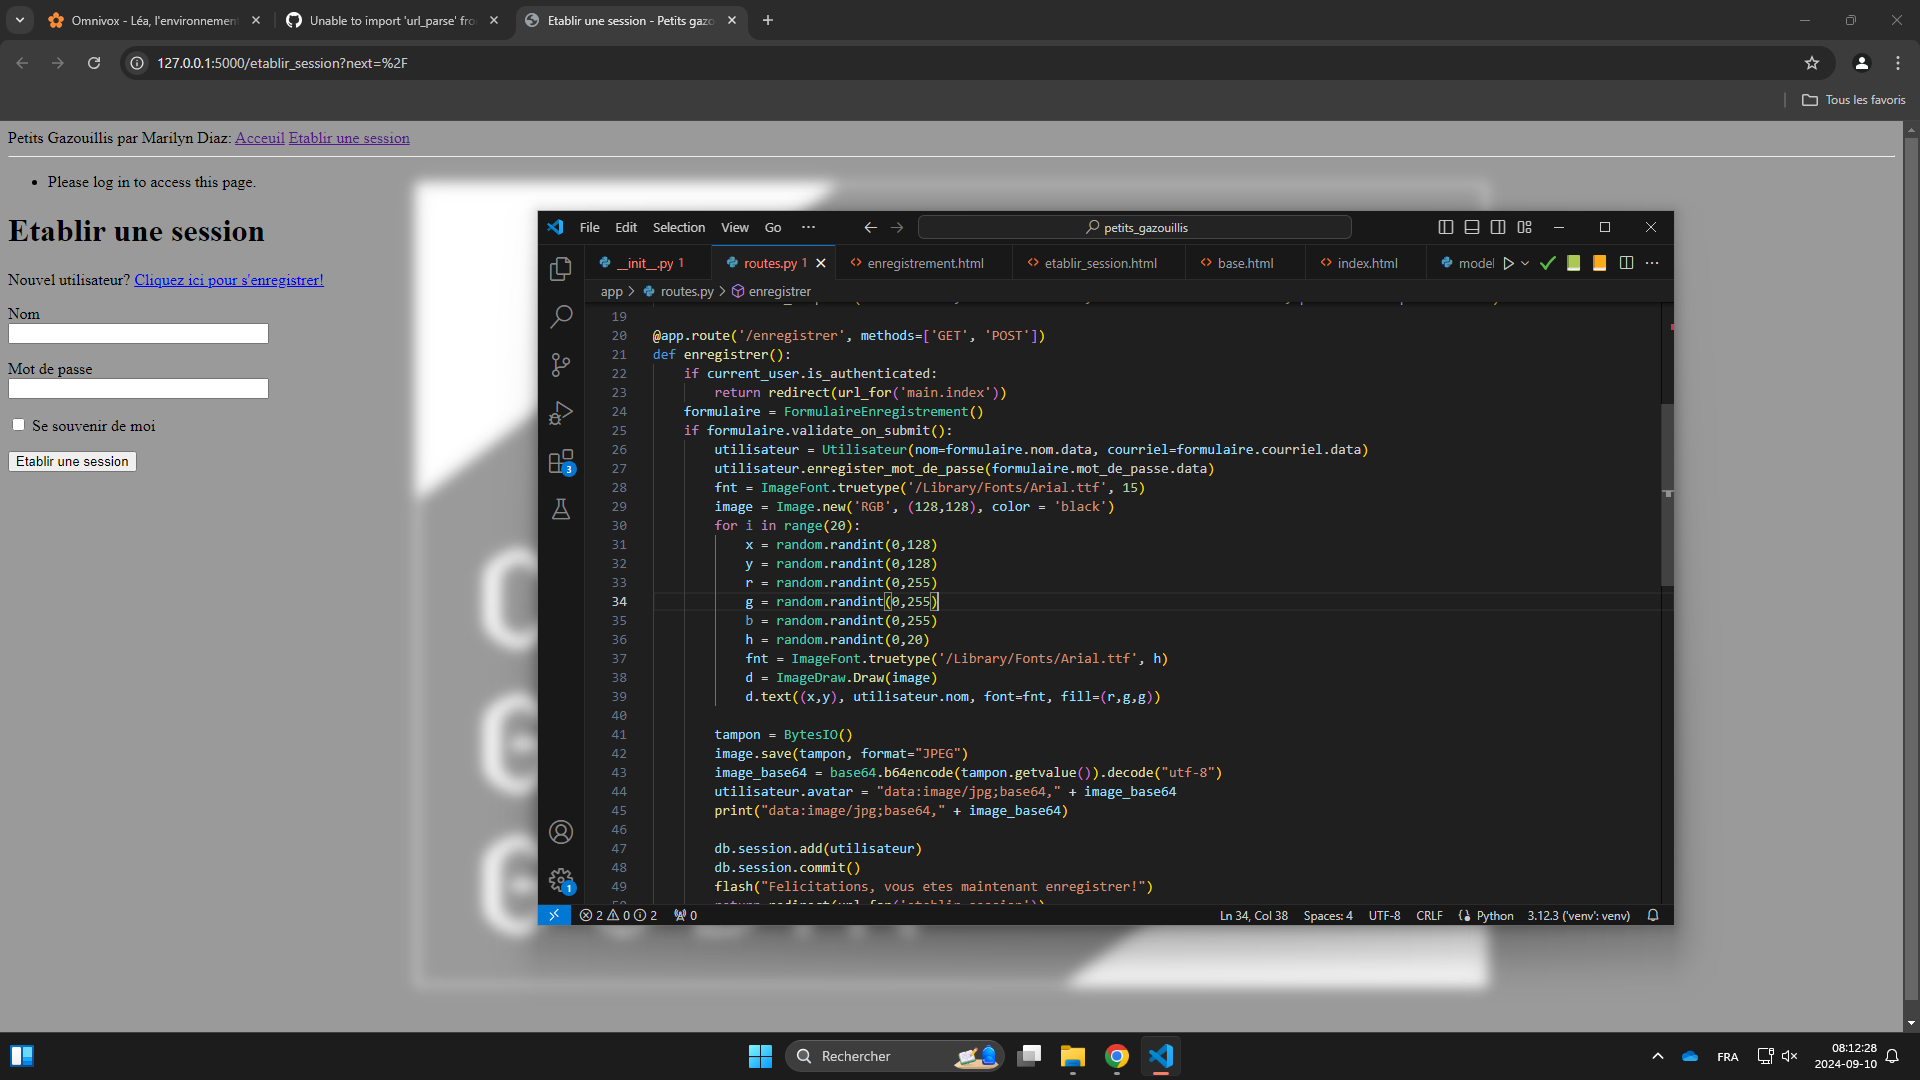 Omnivox - Léa, l'environnement
Unable to import 'url_parse' fro
Etablir une session - Petits gazo
127.0.0.1:5000/etablir_session?next=%2F
Tous les favoris
Petits Gazouillis par Marilyn Diaz: Acceuil Etablir une session
Please log in to access this page.
Etablir une session
Nouvel utilisateur? Cliquez ici pour s'enregistrer!
Nom
Mot de passe
Se souvenir de moi
Etablir une session
File Edit Selection View Go ··· petits_gazouillis
__init__.py 1 routes.py 1 enregistrement.html etablir_session.html base.html index.html model
app > routes.py > enregistrer
19
20 @app.route('/enregistrer', methods=['GET', 'POST'])
21 def enregistrer():
22 if current_user.is_authenticated:
23 return redirect(url_for('main.index'))
24 formulaire = FormulaireEnregistrement()
25 if formulaire.validate_on_submit():
26 utilisateur = Utilisateur(nom=formulaire.nom.data, courriel=formulaire.courriel.data)
27 utilisateur.enregister_mot_de_passe(formulaire.mot_de_passe.data)
28 fnt = ImageFont.truetype('/Library/Fonts/Arial.ttf', 15)
29 image = Image.new('RGB', (128,128), color = 'black')
30 for i in range(20):
31 x = random.randint(0,128)
32 y = random.randint(0,128)
33 r = random.randint(0,255)
34 g = random.randint(0,255)
35 b = random.randint(0,255)
36 h = random.randint(0,20)
37 fnt = ImageFont.truetype('/Library/Fonts/Arial.ttf', h)
38 d = ImageDraw.Draw(image)
39 d.text((x,y), utilisateur.nom, font=fnt, fill=(r,g,g))
40
41 tampon = BytesIO()
42 image.save(tampon, format="JPEG")
43 image_base64 = base64.b64encode(tampon.getvalue()).decode("utf-8")
44 utilisateur.avatar = "data:image/jpg;base64," + image_base64
45 print("data:image/jpg;base64," + image_base64)
46
47 db.session.add(utilisateur)
48 db.session.commit()
49 flash("Felicitations, vous etes maintenant enregistrer!")
3
1
2 0 2 0 Ln 34, Col 38 Spaces: 4 UTF-8 CRLF Python 3.12.3 ('venv': venv)
Rechercher
FRA
08:12:28
2024-09-10